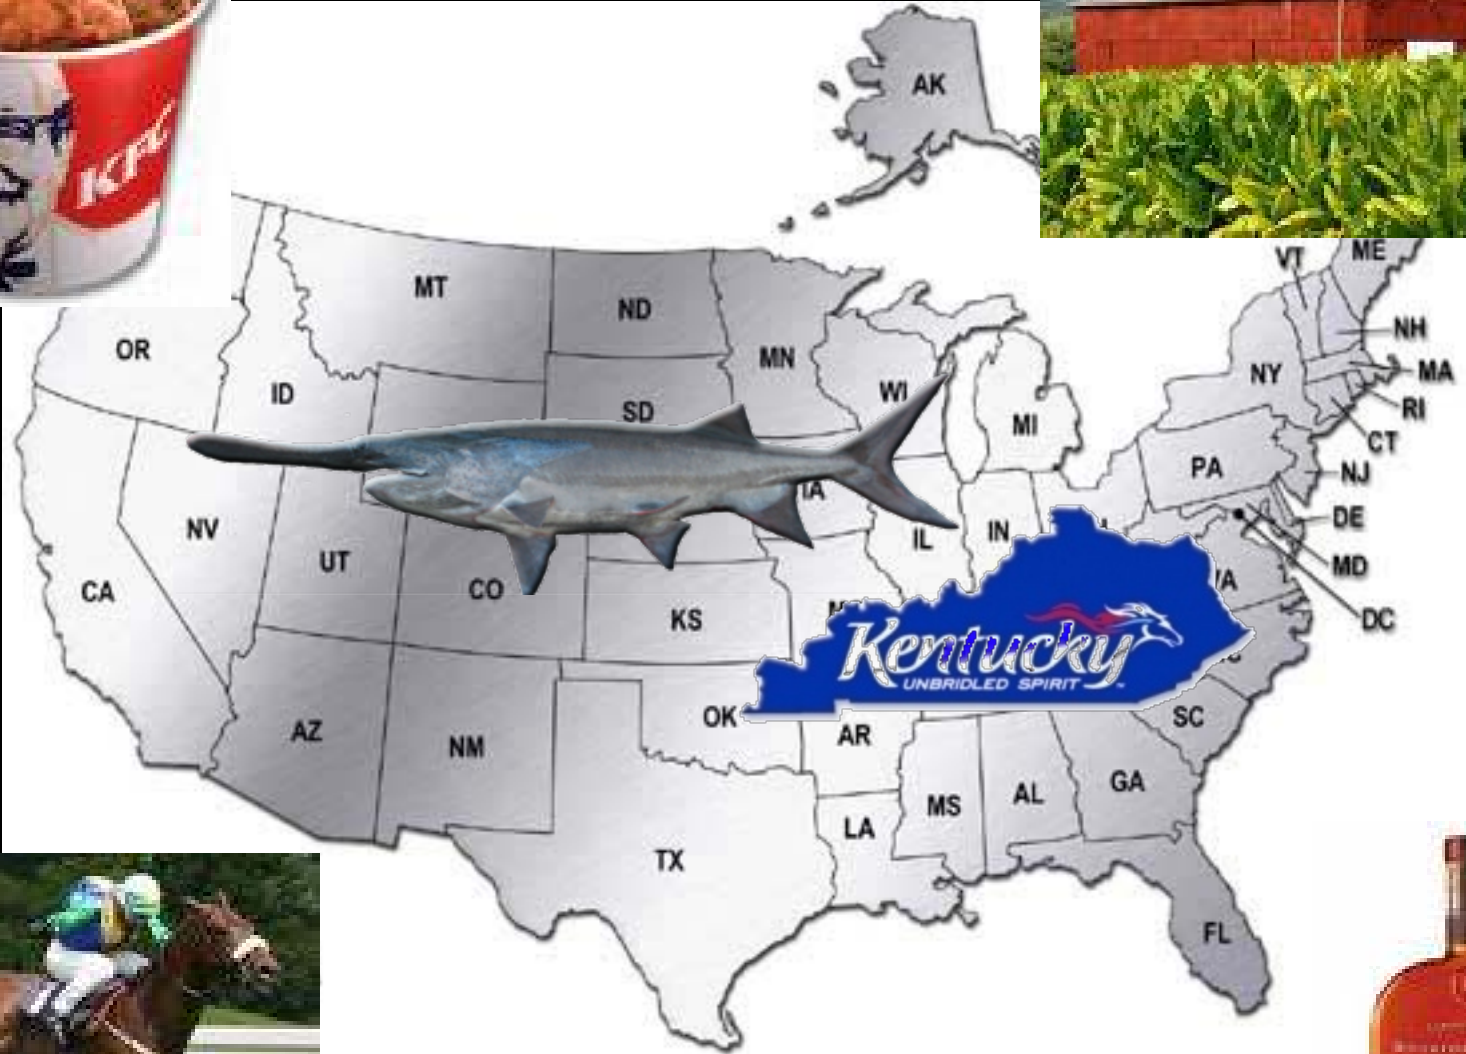 KFC
AK
ME
VT
MT
ND
NH
OR
MN
MA
NY
ID
WI
SD
RI
MI
CT
PA
NJ
IA
DE
NV
IL
IN
UT
MD
CO
CA
KS
DC
Kentucky
UNBRIDLED SPIRIT™
OK
SC
AZ
AR
NM
GA
AL
MS
LA
TX
FL